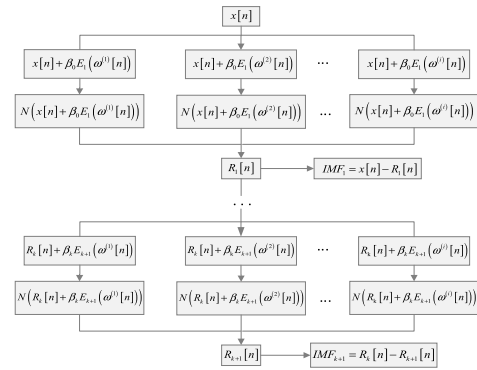 x[n]
x[n]+β₀E₁(ω⁽¹⁾[n]) x[n]+β₀E₁(ω⁽²⁾[n]) ... x[n]+β₀E₁(ω⁽ⁱ⁾[n])
N(x[n]+β₀E₁(ω⁽¹⁾[n])) N(x[n]+β₀E₁(ω⁽²⁾[n])) ... N(x[n]+β₀E₁(ω⁽ⁱ⁾[n]))
R₁[n] IMF₁ = x[n]−R₁[n]
...
Rₖ[n]+βₖEₖ₊₁(ω⁽¹⁾[n]) Rₖ[n]+βₖEₖ₊₁(ω⁽²⁾[n]) ... Rₖ[n]+βₖEₖ₊₁(ω⁽ⁱ⁾[n])
N(Rₖ[n]+βₖEₖ₊₁(ω⁽¹⁾[n])) N(Rₖ[n]+βₖEₖ₊₁(ω⁽²⁾[n])) ... N(Rₖ[n]+βₖEₖ₊₁(ω⁽ⁱ⁾[n]))
Rₖ₊₁[n] IMFₖ₊₁ = Rₖ[n]−Rₖ₊₁[n]